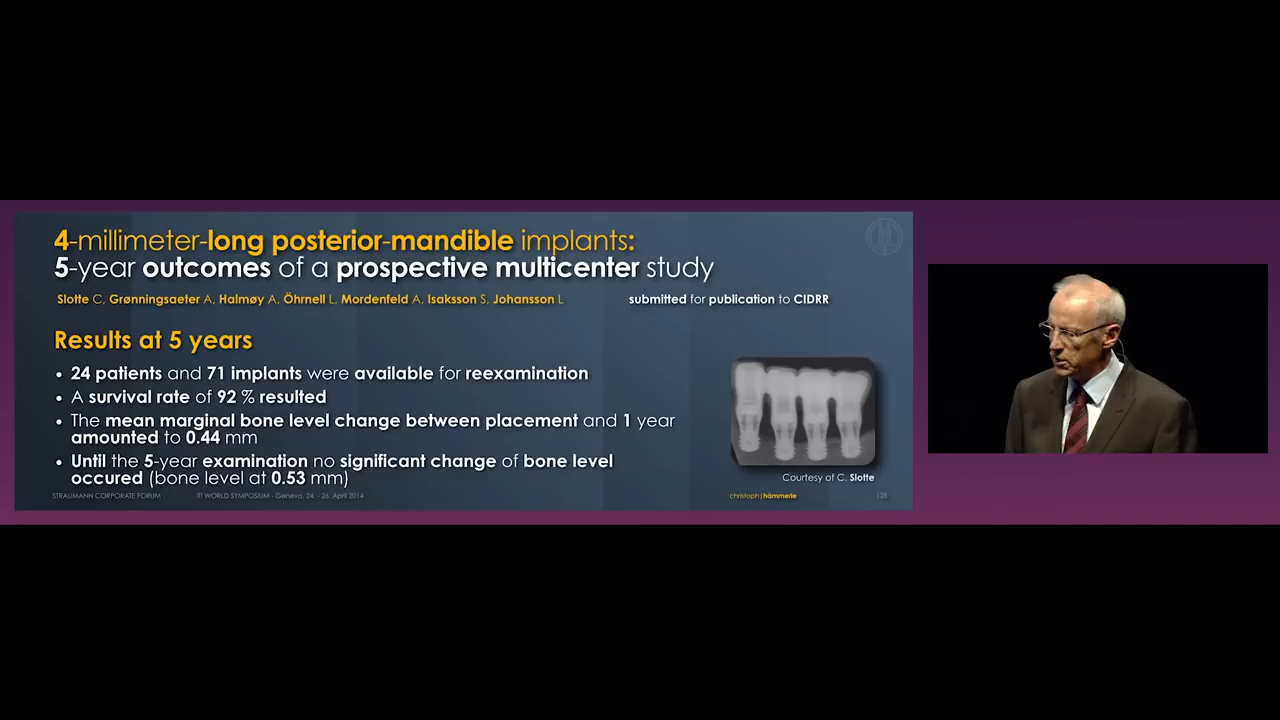 4-millimeter-long posterior-mandible implants:
5-year outcomes of a prospective multicenter study
Slotte C, Grønningsaeter A, Halmøy A, Öhrnell L, Mordenfeld A, Isaksson S, Johansson L submitted for publication to CIDRR
Results at 5 years
• 24 patients and 71 implants were available for reexamination
• A survival rate of 92 % resulted
• The mean marginal bone level change between placement and 1 year
amounted to 0.44 mm
• Until the 5-year examination no significant change of bone level
occured (bone level at 0.53 mm)
Courtesy of C. Slotte
STRAUMANN CORPORATE FORUM ITI WORLD SYMPOSIUM - Geneva, 24. - 26. April 2014 christoph|hämmerle 128